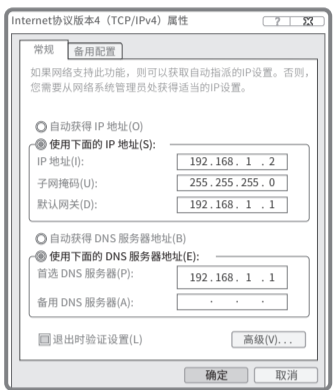 Internet协议版本4（TCP/IPv4）属性
常规 备用配置
如果网络支持此功能，则可以获取自动指派的IP设置。否则，
您需要从网络系统管理员处获得适当的IP设置。
自动获得 IP 地址(O)
使用下面的 IP 地址(S):
IP 地址(I): 192.168. 1 .2
子网掩码(U): 255.255.255.0
默认网关(D): 192.168.1 .1
自动获得 DNS 服务器地址(B)
使用下面的 DNS 服务器地址(E):
首选 DNS 服务器(P): 192.168.1 .1
备用 DNS 服务器(A): . . .
退出时验证设置(L) 高级(V)...
确定 取消